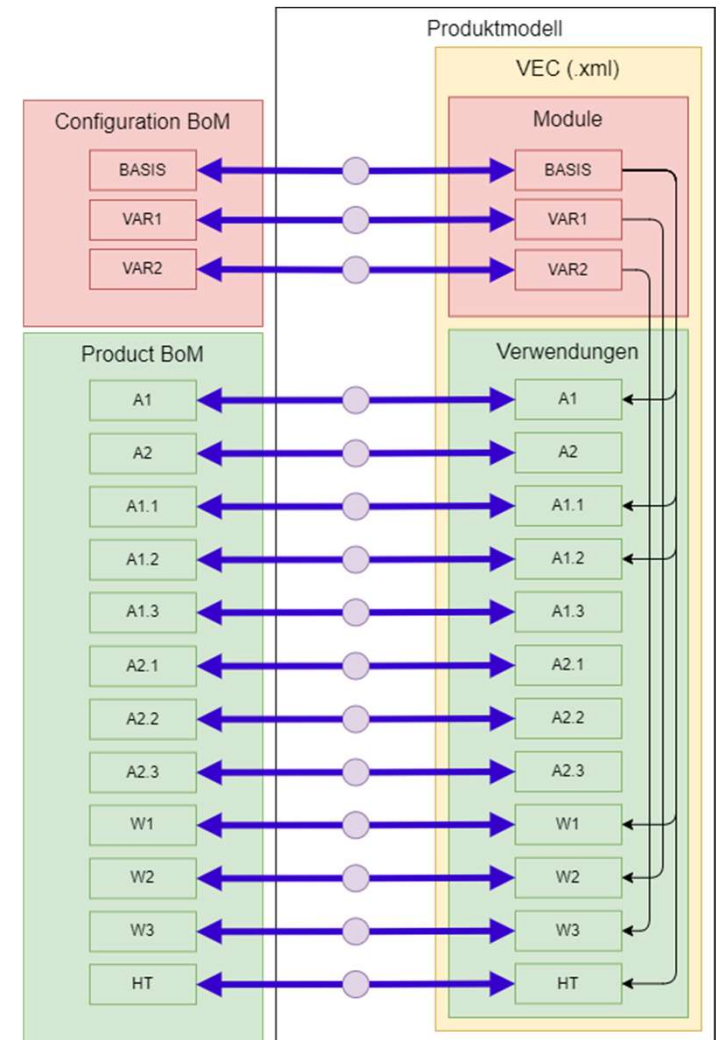 Produktmodell
VEC (.xml)
Configuration BoM
Module
BASIS
BASIS
VAR1
VAR1
VAR2
VAR2
Product BoM
Verwendungen
A1
A1
A2
A2
A1.1
A1.1
A1.2
A1.2
A1.3
A1.3
A2.1
A2.1
A2.2
A2.2
A2.3
A2.3
W1
W1
W2
W2
W3
W3
HT
HT